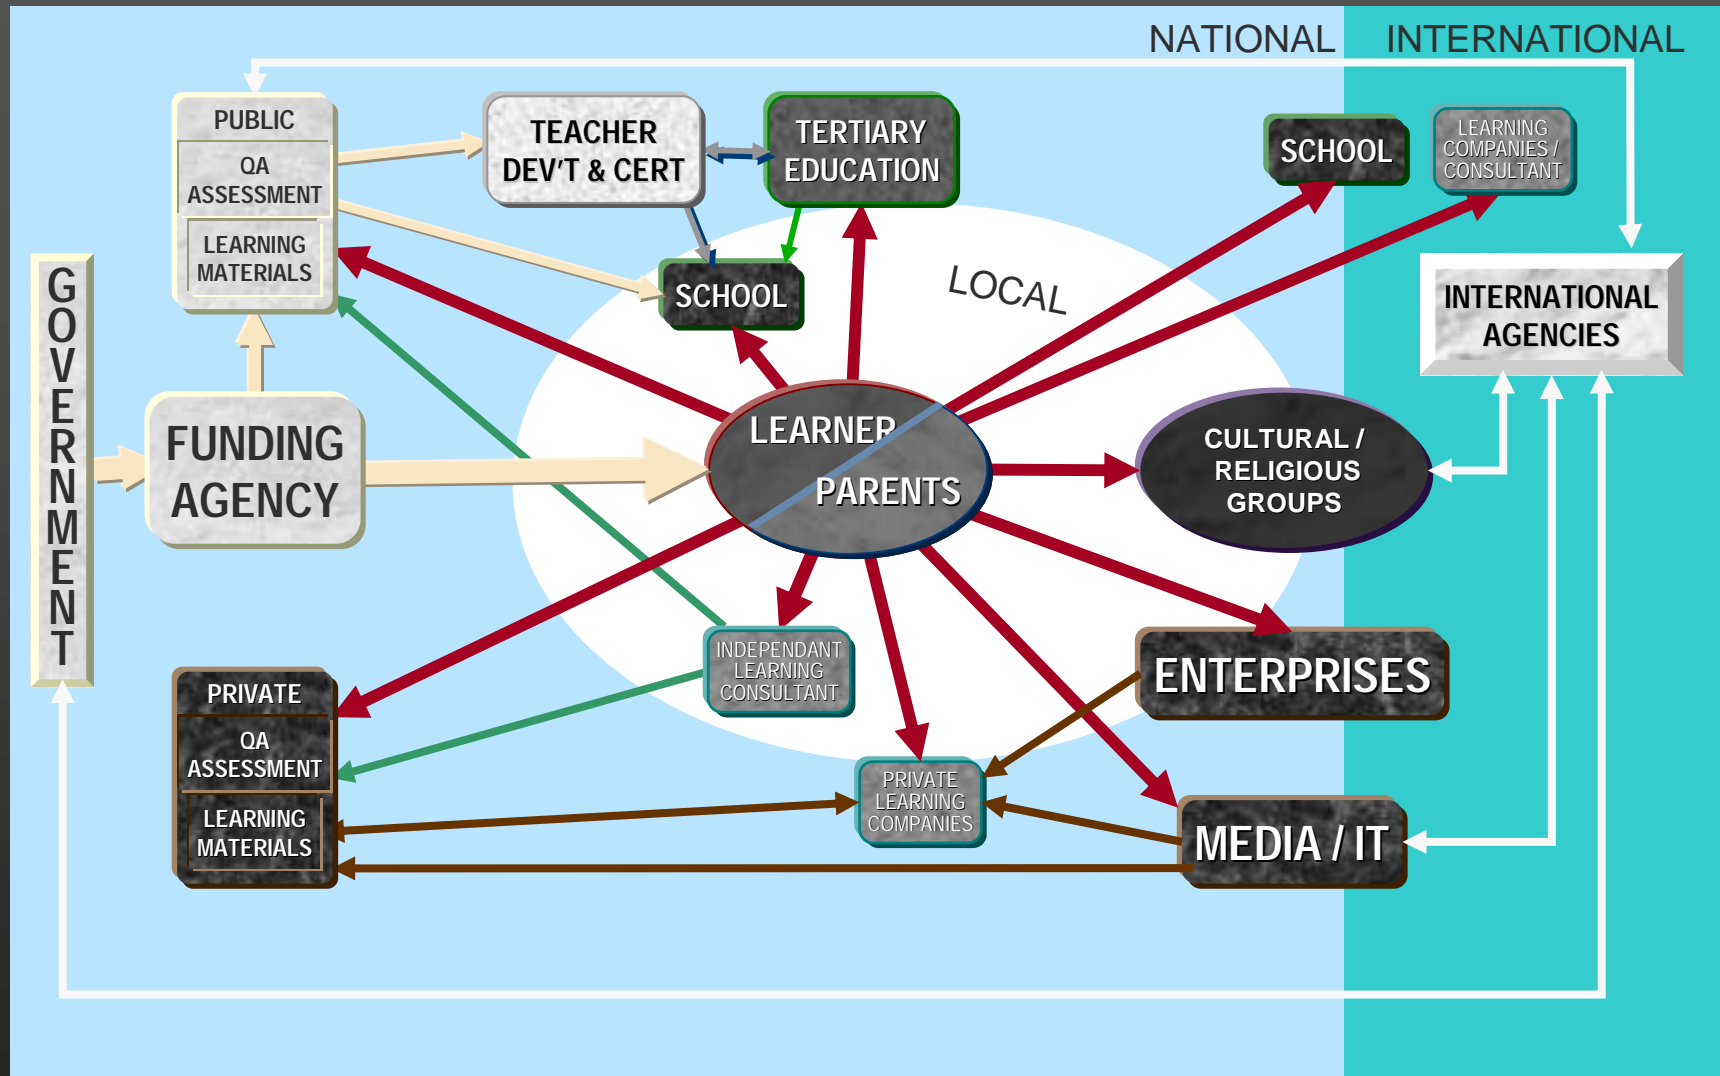 NATIONAL
INTERNATIONAL
PUBLIC
QA
ASSESSMENT
LEARNING
MATERIALS
TEACHER
DEV'T & CERT
TERTIARY
EDUCATION
SCHOOL
LEARNING
COMPANIES /
CONSULTANT
GOVERNMENT
SCHOOL
LOCAL
INTERNATIONAL
AGENCIES
FUNDING
AGENCY
LEARNER
PARENTS
CULTURAL /
RELIGIOUS
GROUPS
INDEPENDANT
LEARNING
CONSULTANT
ENTERPRISES
PRIVATE
QA
ASSESSMENT
LEARNING
MATERIALS
PRIVATE
LEARNING
COMPANIES
MEDIA / IT